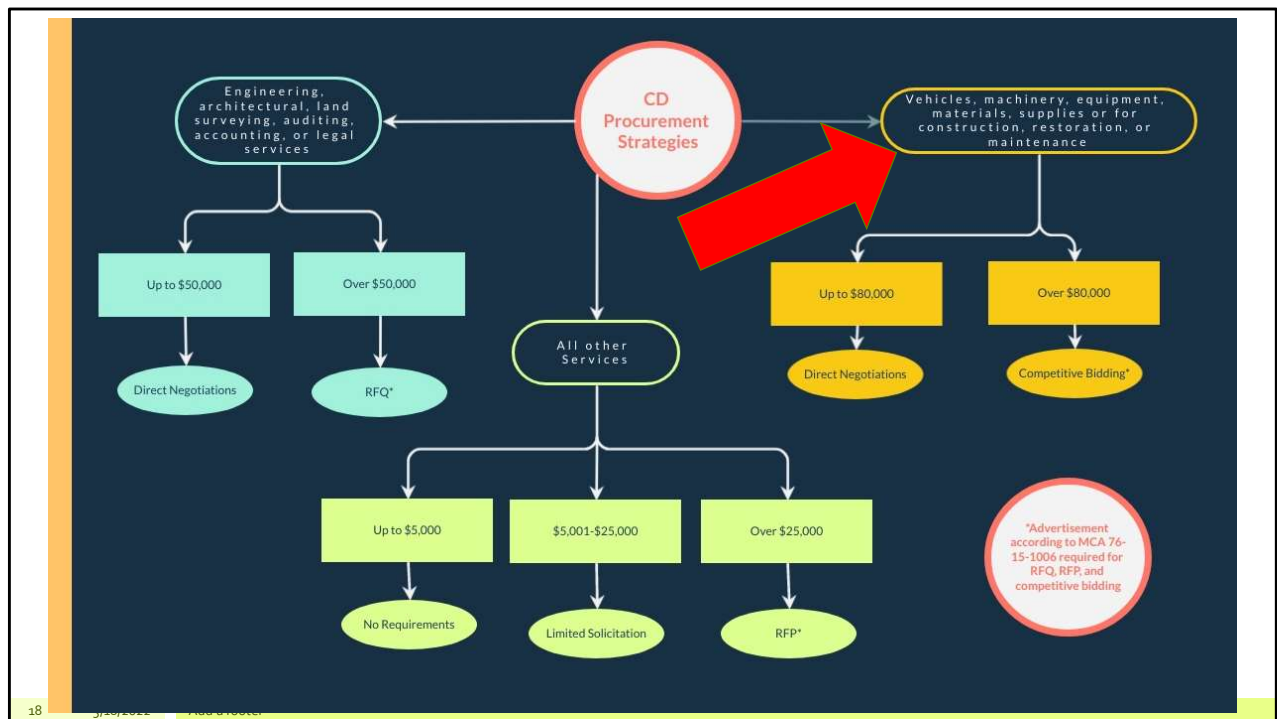 CD
Procurement
Strategies
Engineering,
architectural, land
surveying, auditing,
accounting, or legal
services
Vehicles, machinery, equipment,
materials, supplies or for
construction, restoration, or
maintenance
Up to $50,000
Over $50,000
Direct Negotiations
RFQ*
All other
Services
Up to $5,000
$5,001-$25,000
Over $25,000
No Requirements
Limited Solicitation
RFP*
Up to $80,000
Over $80,000
Direct Negotiations
Competitive Bidding*
*Advertisement
according to MCA 76-
15-1006 required for
RFQ, RFP, and
competitive bidding
18
Add a footer